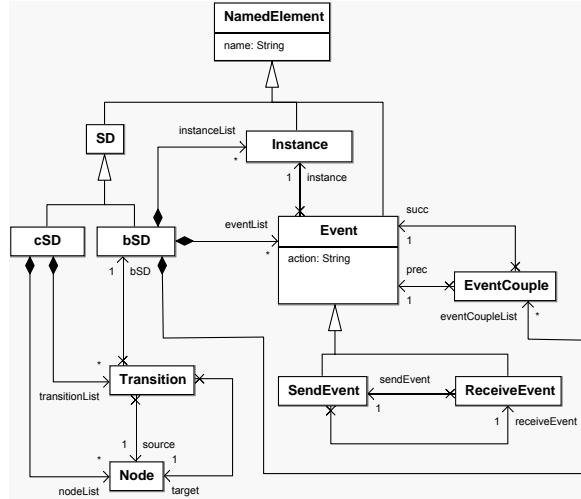 NamedElement
name: String
SD
instanceList
*
Instance
1 instance
cSD
bSD
eventList
*
Event
action: String
succ
1
prec
1
EventCouple
eventCoupleList *
1 bSD
*
Transition
transitionList
SendEvent
sendEvent
1
ReceiveEvent
1 receiveEvent
1 source
1
*
Node
nodeList
target